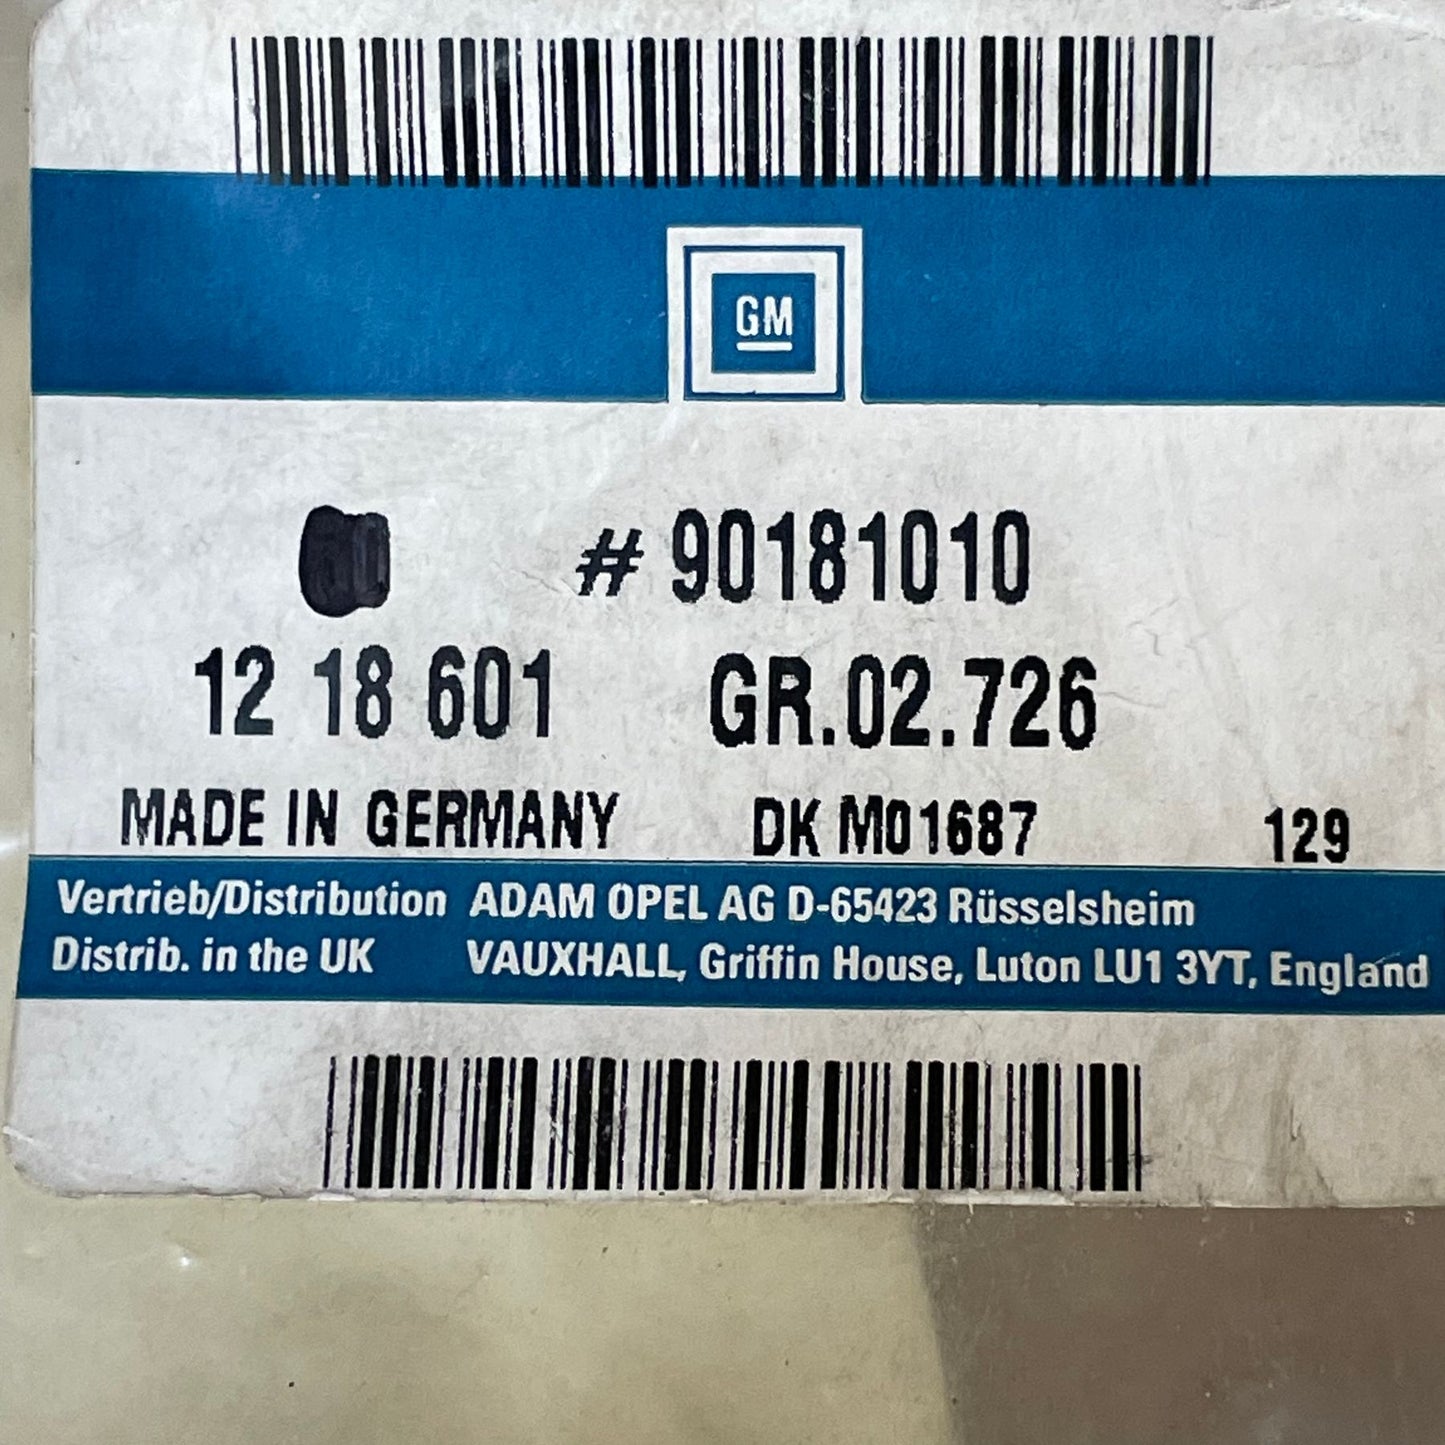 GM
# 90181010
12 18 601 GR.02.726
MADE IN GERMANY DK M01687 129
Vertrieb/Distribution ADAM OPEL AG D-65423 Rüsselsheim
Distrib. in the UK VAUXHALL, Griffin House, Luton LU1 3YT, England